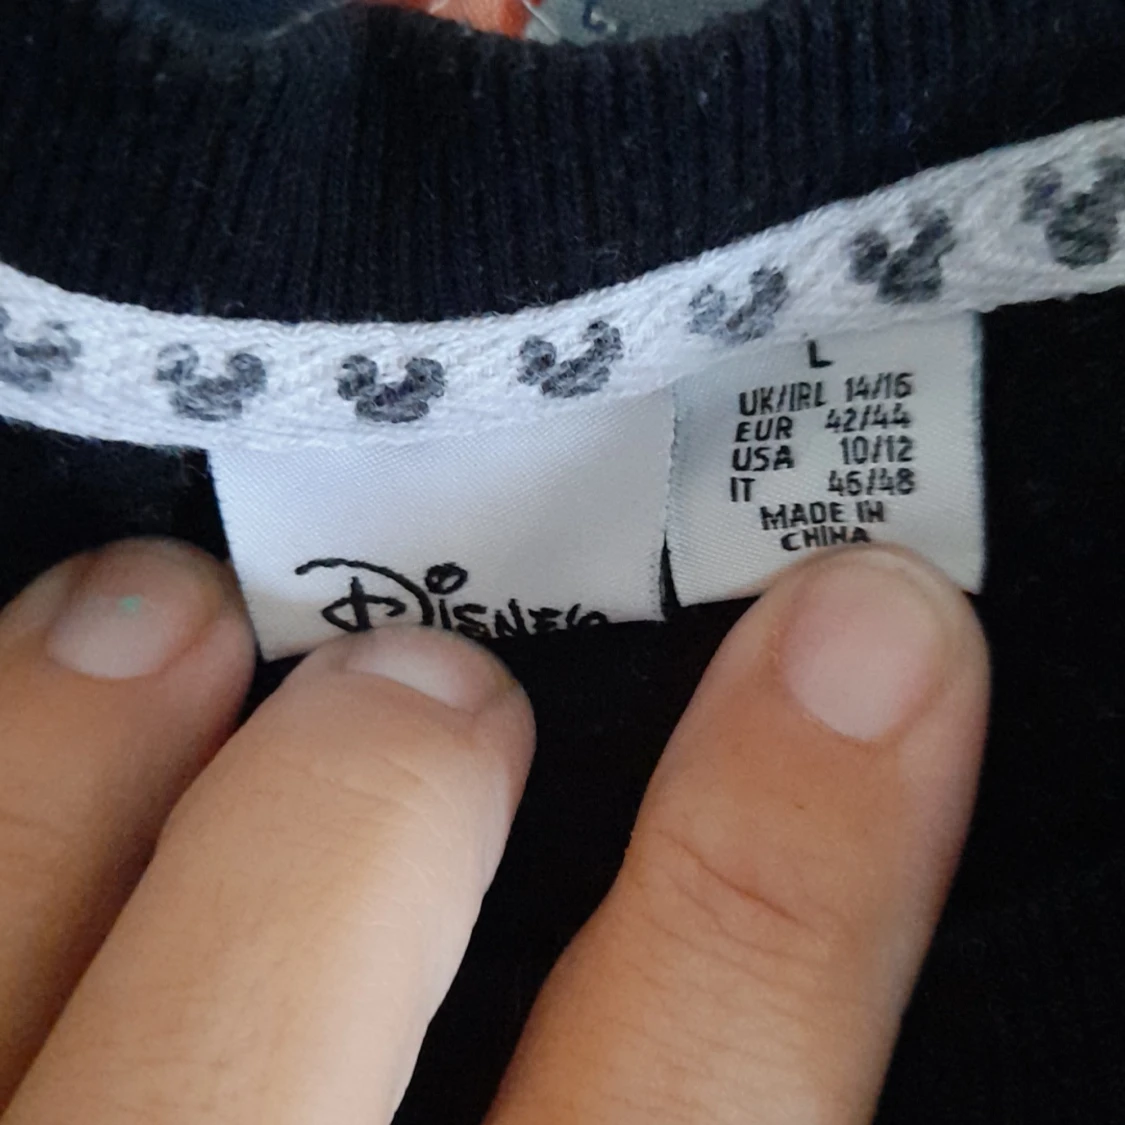 Disney
L
UK/IRL 14/16
EUR 42/44
USA 10/12
IT 46/48
MADE IN
CHINA